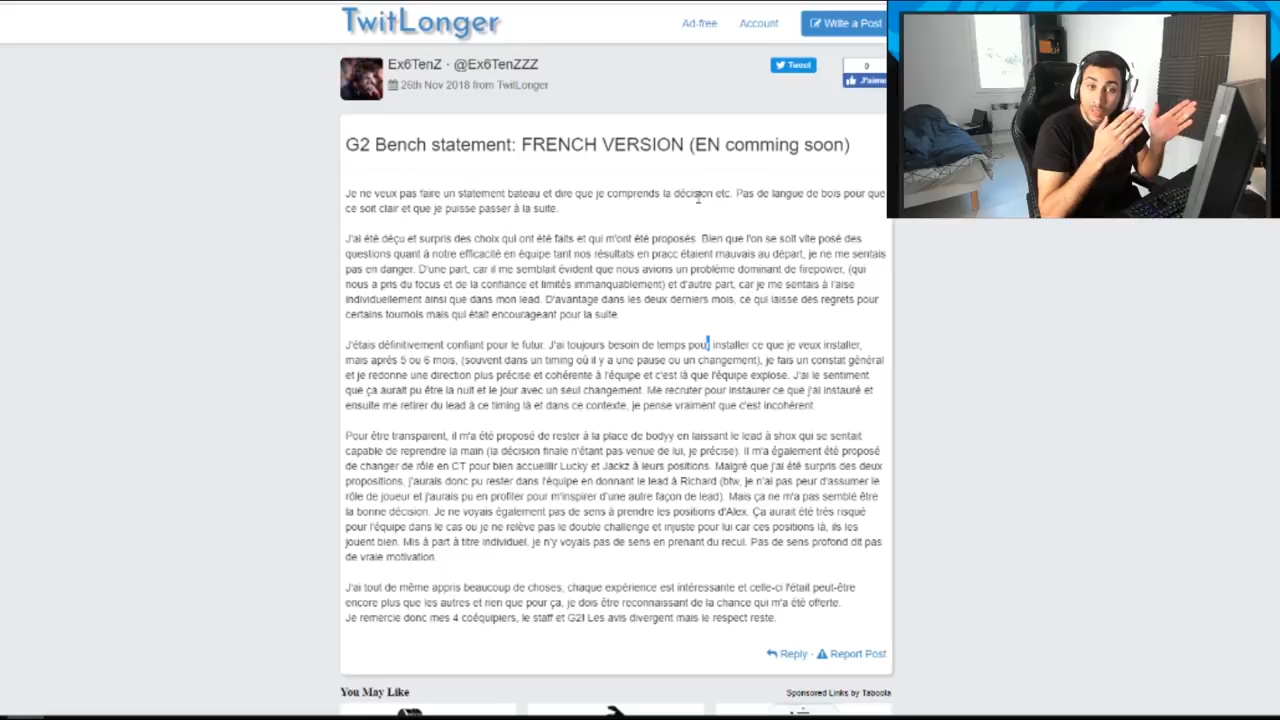 TwitLonger
Ad-free Account Write a Post
Ex6TenZ · @Ex6TenZZZ
26th Nov 2018 from TwitLonger
Tweet
0
J'aime
G2 Bench statement: FRENCH VERSION (EN comming soon)
Je ne veux pas faire un statement bateau et dire que je comprends la décision etc. Pas de langue de bois pour que
ce soit clair et que je puisse passer à la suite.
J'ai été déçu et surpris des choix qui ont été faits et qui m'ont été proposés. Bien que l'on se soit vite posé des
questions quant à notre efficacité en équipe tant nos résultats en pracc étaient mauvais au départ, je ne me sentais
pas en danger. D'une part, car il me semblait évident que nous avions un problème dominant de firepower, (qui
nous a pris du focus et de la confiance et limités immanquablement) et d'autre part, car je me sentais à l'aise
individuellement ainsi que dans mon lead. D'avantage dans les deux derniers mois, ce qui laisse des regrets pour
certains tournois mais qui était encourageant pour la suite.
J'étais définitivement confiant pour le futur. J'ai toujours besoin de temps pour installer ce que je veux installer,
mais après 5 ou 6 mois, (souvent dans un timing où il y a une pause ou un changement), je fais un constat général
et je redonne une direction plus précise et cohérente à l'équipe et c'est là que l'équipe explose. J'ai le sentiment
que ça aurait pu être la nuit et le jour avec un seul changement. Me recruter pour instaurer ce que j'ai instauré et
ensuite me retirer du lead à ce timing là et dans ce contexte, je pense vraiment que c'est incohérent.
Pour être transparent, il m'a été proposé de rester à la place de bodyy en laissant le lead à shox qui se sentait
capable de reprendre la main (la décision finale n'étant pas venue de lui, je précise). Il m'a également été proposé
de changer de rôle en CT pour bien accueillir Lucky et Jackz à leurs positions. Malgré que j'ai été surpris des deux
propositions, j'aurais donc pu rester dans l'équipe en donnant le lead à Richard (btw, je n'ai pas peur d'assumer le
rôle de joueur et j'aurais pu en profiter pour m'inspirer d'une autre façon de lead). Mais ça ne m'a pas semblé être
la bonne décision. Je ne voyais également pas de sens à prendre les positions d'Alex. Ça aurait été très risqué
pour l'équipe dans le cas ou je ne relève pas le double challenge et injuste pour lui car ces positions là, ils les
jouent bien. Mis à part à titre individuel, je n'y voyais pas de sens en prenant du recul. Pas de sens profond dit pas
de vraie motivation.
J'ai tout de même appris beaucoup de choses, chaque expérience est intéressante et celle-ci l'était peut-être
encore plus que les autres et rien que pour ça, je dois être reconnaissant de la chance qui m'a été offerte.
Je remercie donc mes 4 coéquipiers, le staff et G2! Les avis divergent mais le respect reste.
Reply · Report Post
You May Like Sponsored Links by Taboola